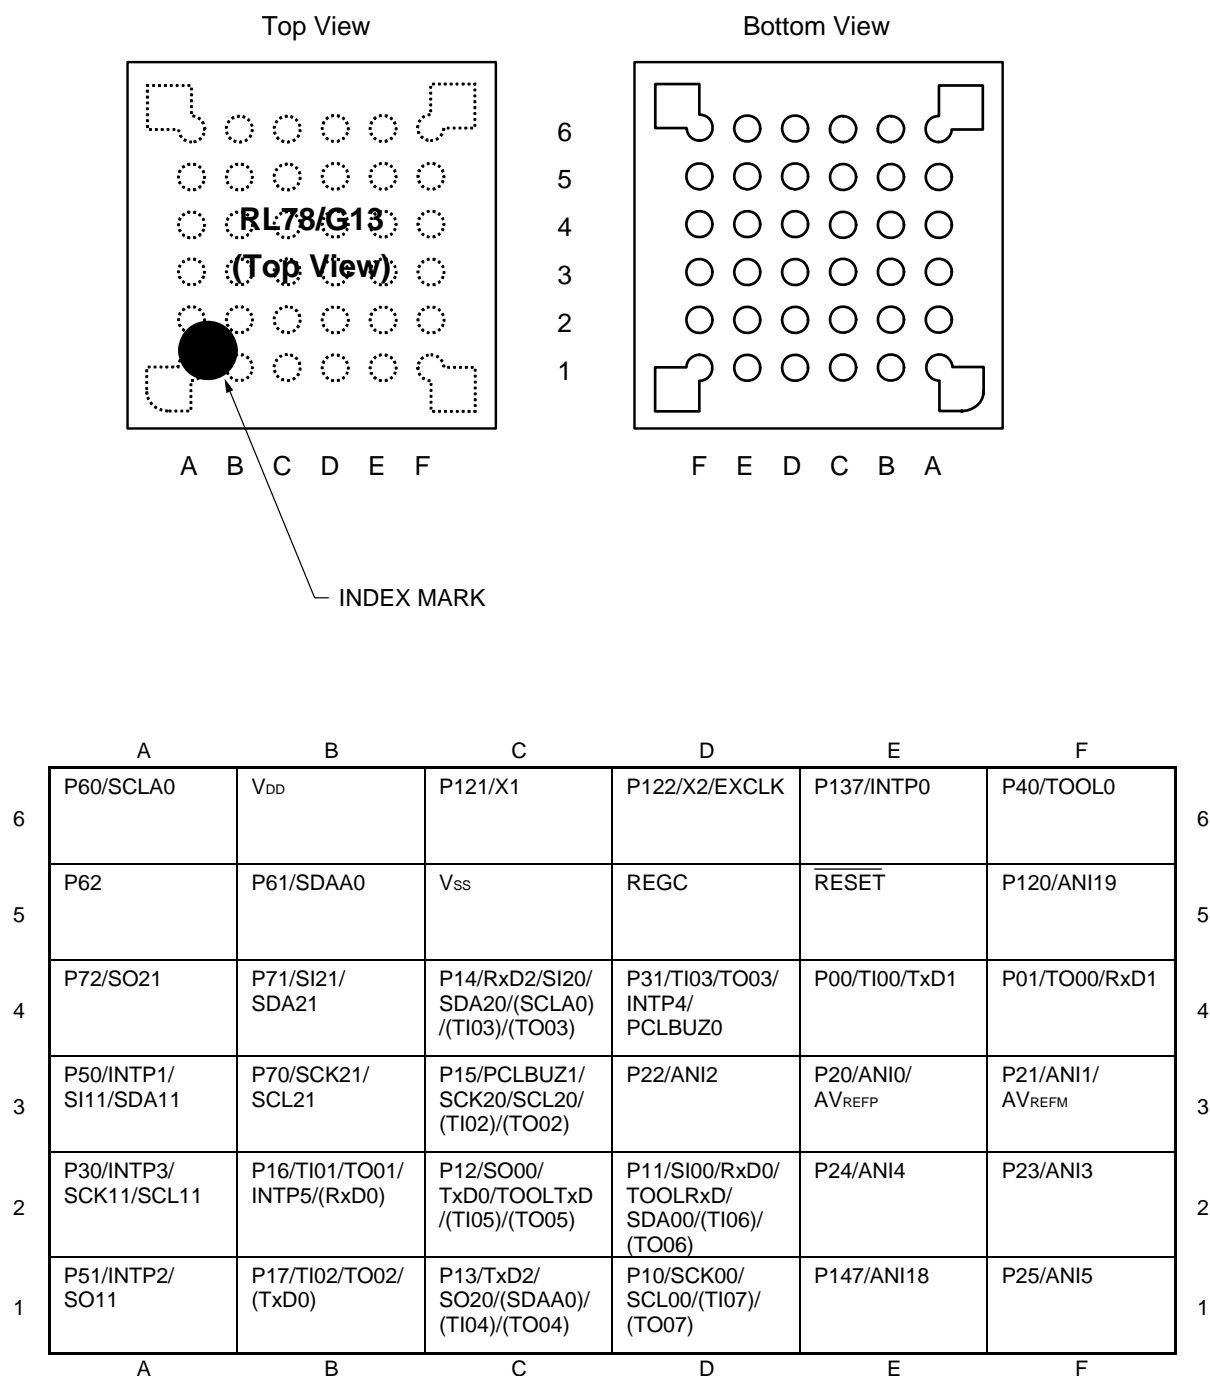 Top View
Bottom View
RL78/G13
(Top View)
6
5
4
3
2
1
A B C D E F
F E D C B A
INDEX MARK
A B C D E F
6 P60/SCLA0 VDD P121/X1 P122/X2/EXCLK P137/INTP0 P40/TOOL0 6
5 P62 P61/SDAA0 VSS REGC RESET P120/ANI19 5
4 P72/SO21 P71/SI21/ SDA21 P14/RxD2/SI20/ SDA20/(SCLA0) /(TI03)/(TO03) P31/TI03/TO03/ INTP4/ PCLBUZ0 P00/TI00/TxD1 P01/TO00/RxD1 4
3 P50/INTP1/ SI11/SDA11 P70/SCK21/ SCL21 P15/PCLBUZ1/ SCK20/SCL20/ (TI02)/(TO02) P22/ANI2 P20/ANI0/ AVREFP P21/ANI1/ AVREFM 3
2 P30/INTP3/ SCK11/SCL11 P16/TI01/TO01/ INTP5/(RxD0) P12/SO00/ TxD0/TOOLTxD /(TI05)/(TO05) P11/SI00/RxD0/ TOOLRxD/ SDA00/(TI06)/ (TO06) P24/ANI4 P23/ANI3 2
1 P51/INTP2/ SO11 P17/TI02/TO02/ (TxD0) P13/TxD2/ SO20/(SDAA0)/ (TI04)/(TO04) P10/SCK00/ SCL00/(TI07)/ (TO07) P147/ANI18 P25/ANI5 1
A B C D E F